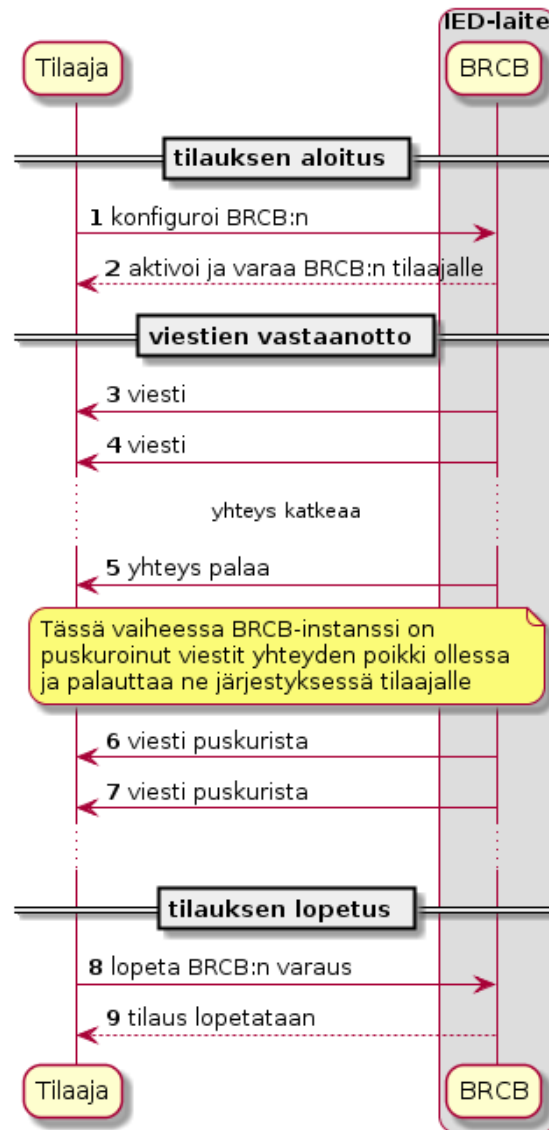 IED-laite
Tilaaja
BRCB
tilauksen aloitus
1 konfiguroi BRCB:n
2 aktivoi ja varaa BRCB:n tilaajalle
viestien vastaanotto
3 viesti
4 viesti
yhteys katkeaa
5 yhteys palaa
Tässä vaiheessa BRCB-instanssi on
puskuroinut viestit yhteyden poikki ollessa
ja palauttaa ne järjestyksessä tilaajalle
6 viesti puskurista
7 viesti puskurista
tilauksen lopetus
8 lopeta BRCB:n varaus
9 tilaus lopetataan
Tilaaja
BRCB